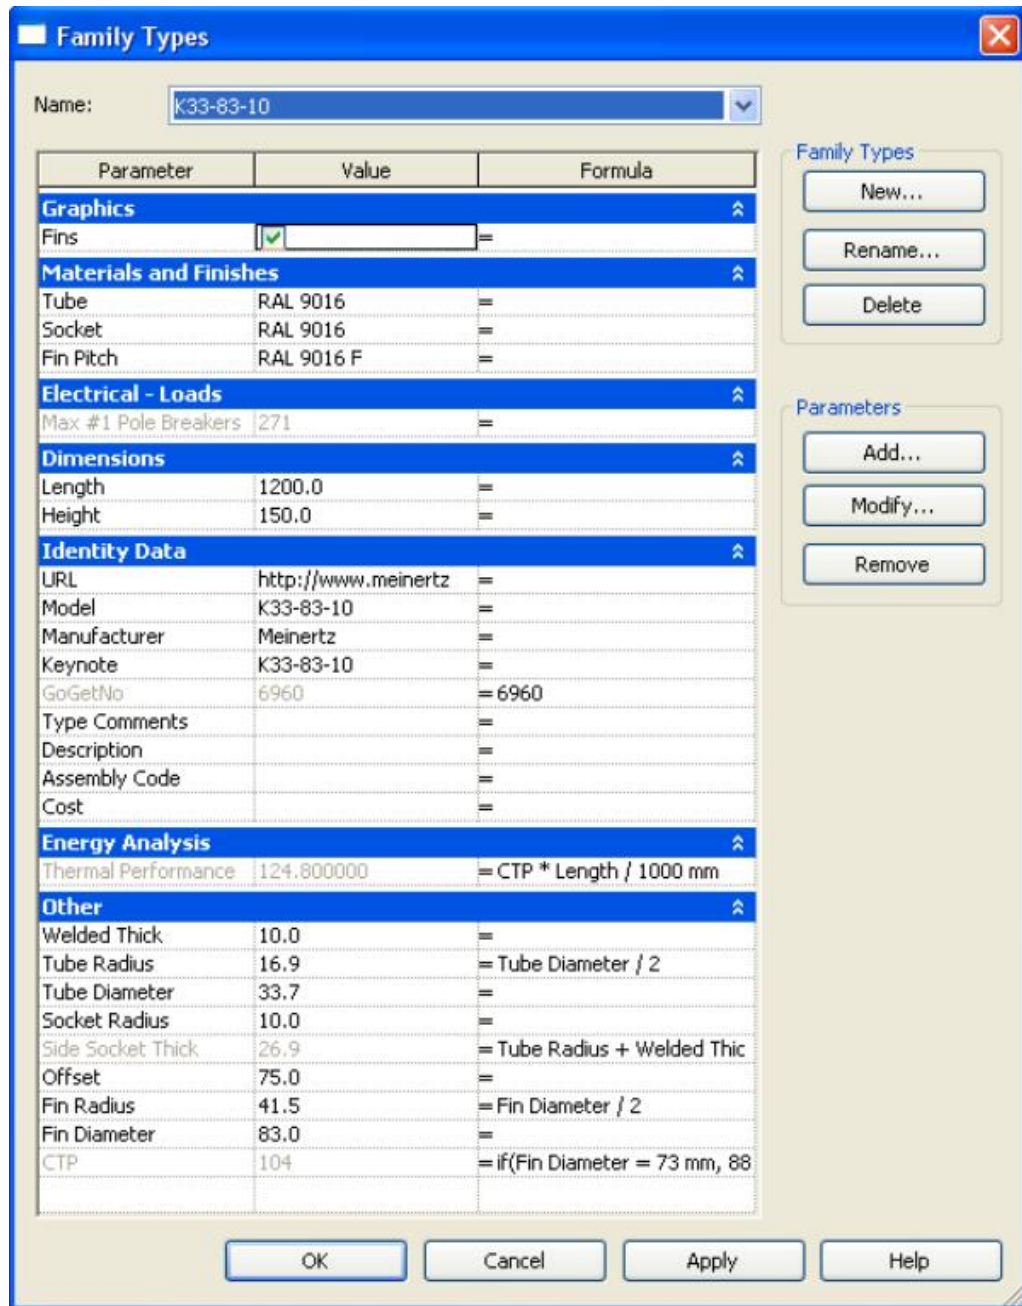 Family Types
Name: K33-83-10
Parameter Value Formula
Graphics
Fins =
Materials and Finishes
Tube RAL 9016 =
Socket RAL 9016 =
Fin Pitch RAL 9016 F =
Electrical - Loads
Max #1 Pole Breakers 271 =
Dimensions
Length 1200.0 =
Height 150.0 =
Identity Data
URL http://www.meinertz =
Model K33-83-10 =
Manufacturer Meinertz =
Keynote K33-83-10 =
GoGetNo 6960 = 6960
Type Comments =
Description =
Assembly Code =
Cost =
Energy Analysis
Thermal Performance 124.800000 = CTP * Length / 1000 mm
Other
Welded Thick 10.0 =
Tube Radius 16.9 = Tube Diameter / 2
Tube Diameter 33.7 =
Socket Radius 10.0 =
Side Socket Thick 26.9 = Tube Radius + Welded Thic
Offset 75.0 =
Fin Radius 41.5 = Fin Diameter / 2
Fin Diameter 83.0 =
CTP 104 = if(Fin Diameter = 73 mm, 88
Family Types
New...
Rename...
Delete
Parameters
Add...
Modify...
Remove
OK Cancel Apply Help